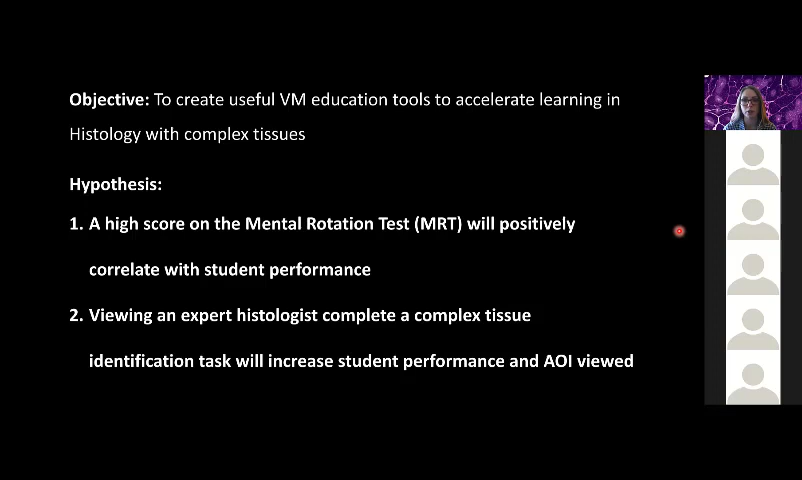 Objective: To create useful VM education tools to accelerate learning in
Histology with complex tissues
Hypothesis:
1. A high score on the Mental Rotation Test (MRT) will positively
correlate with student performance
2. Viewing an expert histologist complete a complex tissue
identification task will increase student performance and AOI viewed